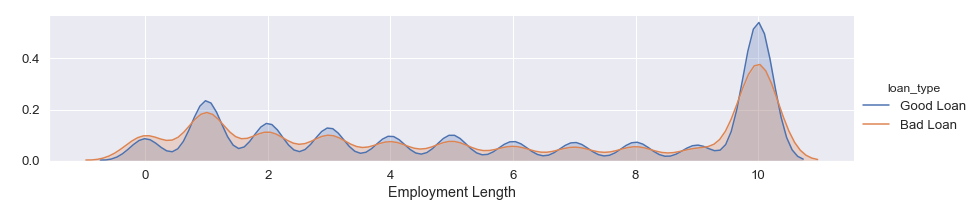 0.4
0.2
0.0
0 2 4 6 8 10
Employment Length
loan_type
Good Loan
Bad Loan